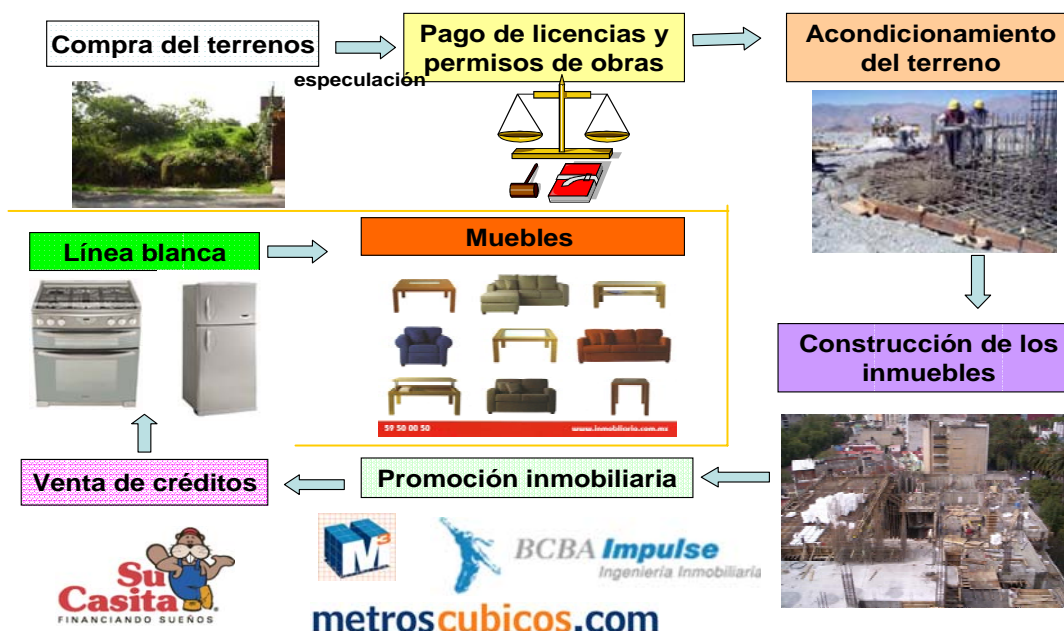 Compra del terrenos
especulación
Pago de licencias y
permisos de obras
Acondicionamiento
del terreno
Línea blanca
Muebles
59 50 00 50
www.inmobliario.com.mx
Construcción de los
inmuebles
Venta de créditos
Promoción inmobiliaria
Su
Casita
FINANCIANDO SUEÑOS
M3
BCBA Impulse
Ingeniería Inmobiliaria
metroscubicos.com